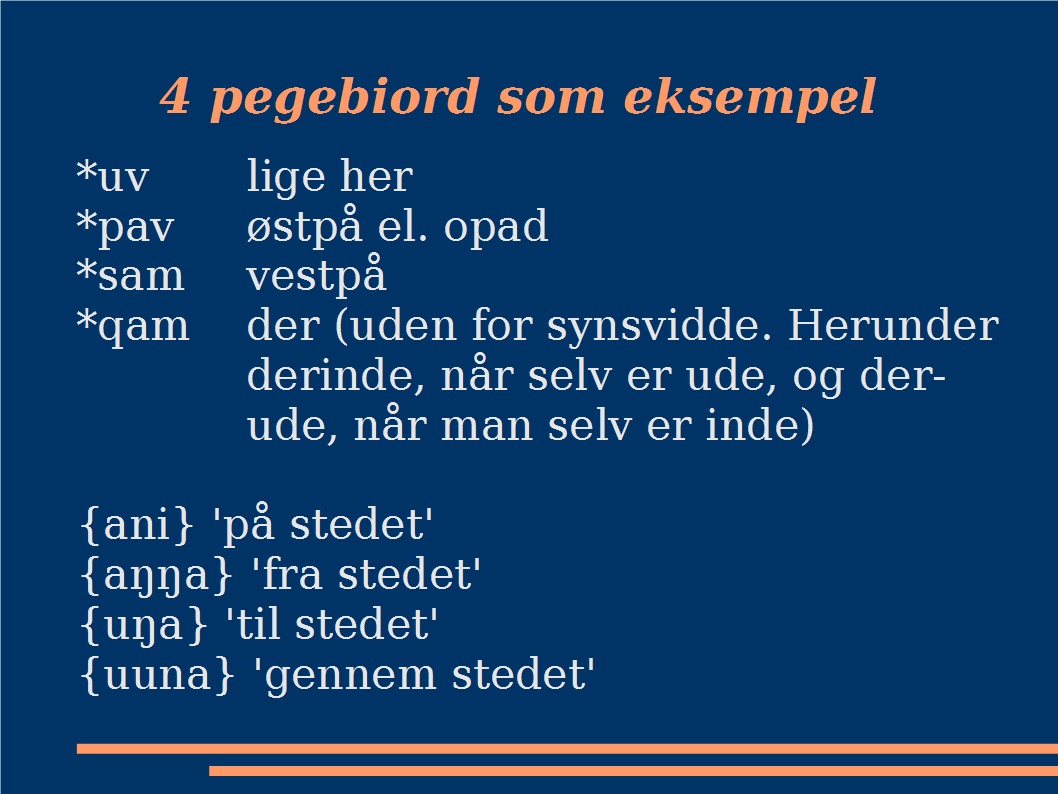 4 pegebiord som eksempel
*uv lige her
*pav østpå el. opad
*sam vestpå
*qam der (uden for synsvidde. Herunder
derinde, når selv er ude, og der-
ude, når man selv er inde)
{ani} 'på stedet'
{aŋŋa} 'fra stedet'
{uŋa} 'til stedet'
{uuna} 'gennem stedet'